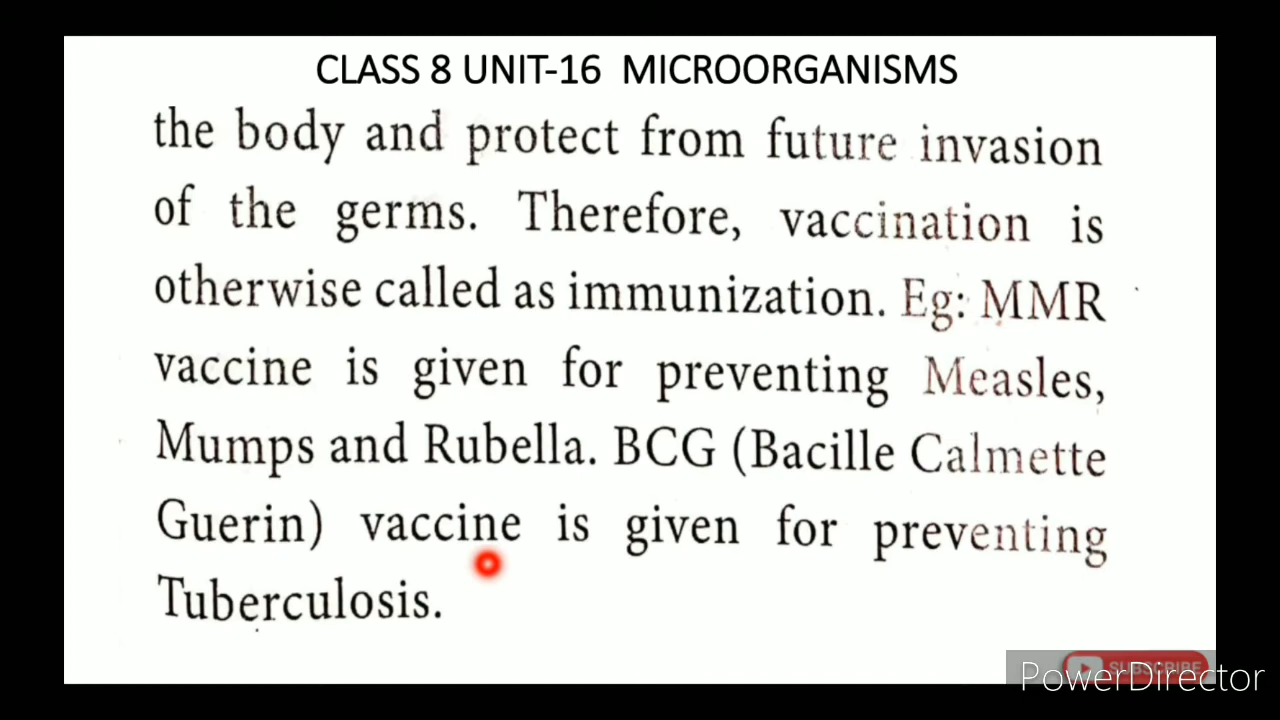 CLASS 8 UNIT-16 MICROORGANISMS
the body and protect from future invasion
of the germs. Therefore, vaccination is
otherwise called as immunization. Eg: MMR
vaccine is given for preventing Measles,
Mumps and Rubella. BCG (Bacille Calmette
Guerin) vaccine is given for preventing
Tuberculosis.
SUBSCRIBE
PowerDirector